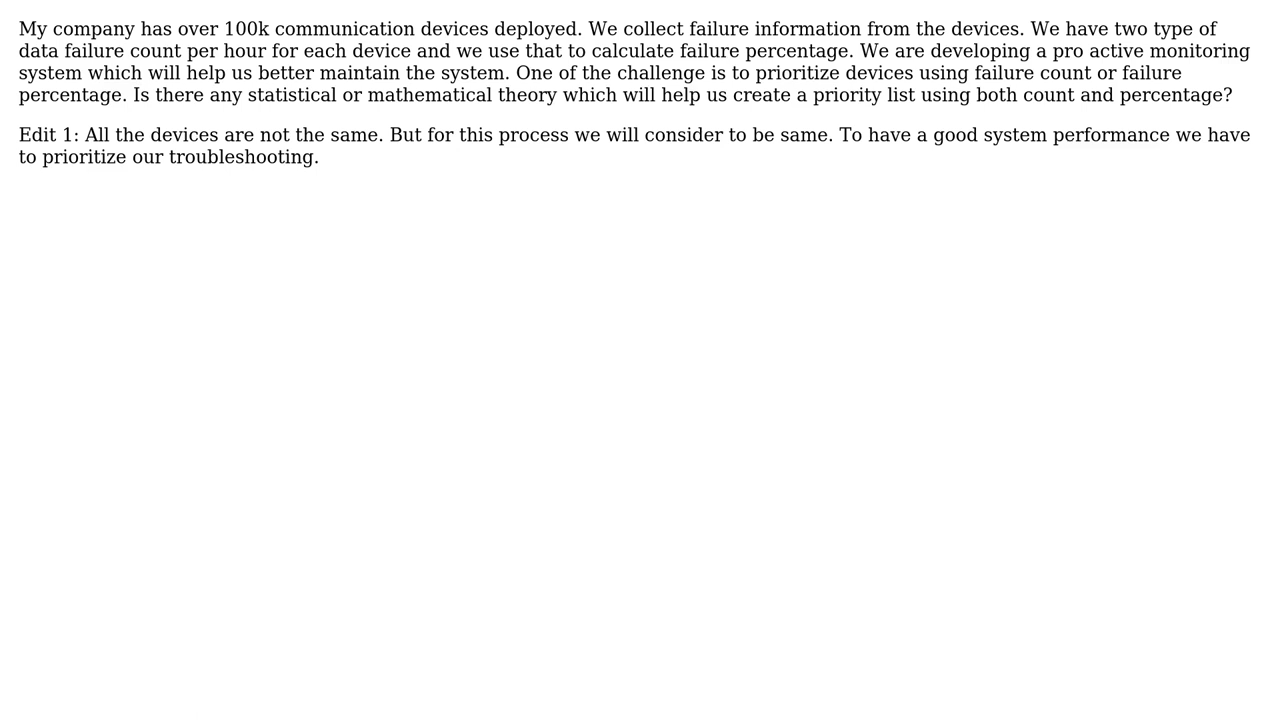 My company has over 100k communication devices deployed. We collect failure information from the devices. We have two type of
data failure count per hour for each device and we use that to calculate failure percentage. We are developing a pro active monitoring
system which will help us better maintain the system. One of the challenge is to prioritize devices using failure count or failure
percentage. Is there any statistical or mathematical theory which will help us create a priority list using both count and percentage?
Edit 1: All the devices are not the same. But for this process we will consider to be same. To have a good system performance we have
to prioritize our troubleshooting.